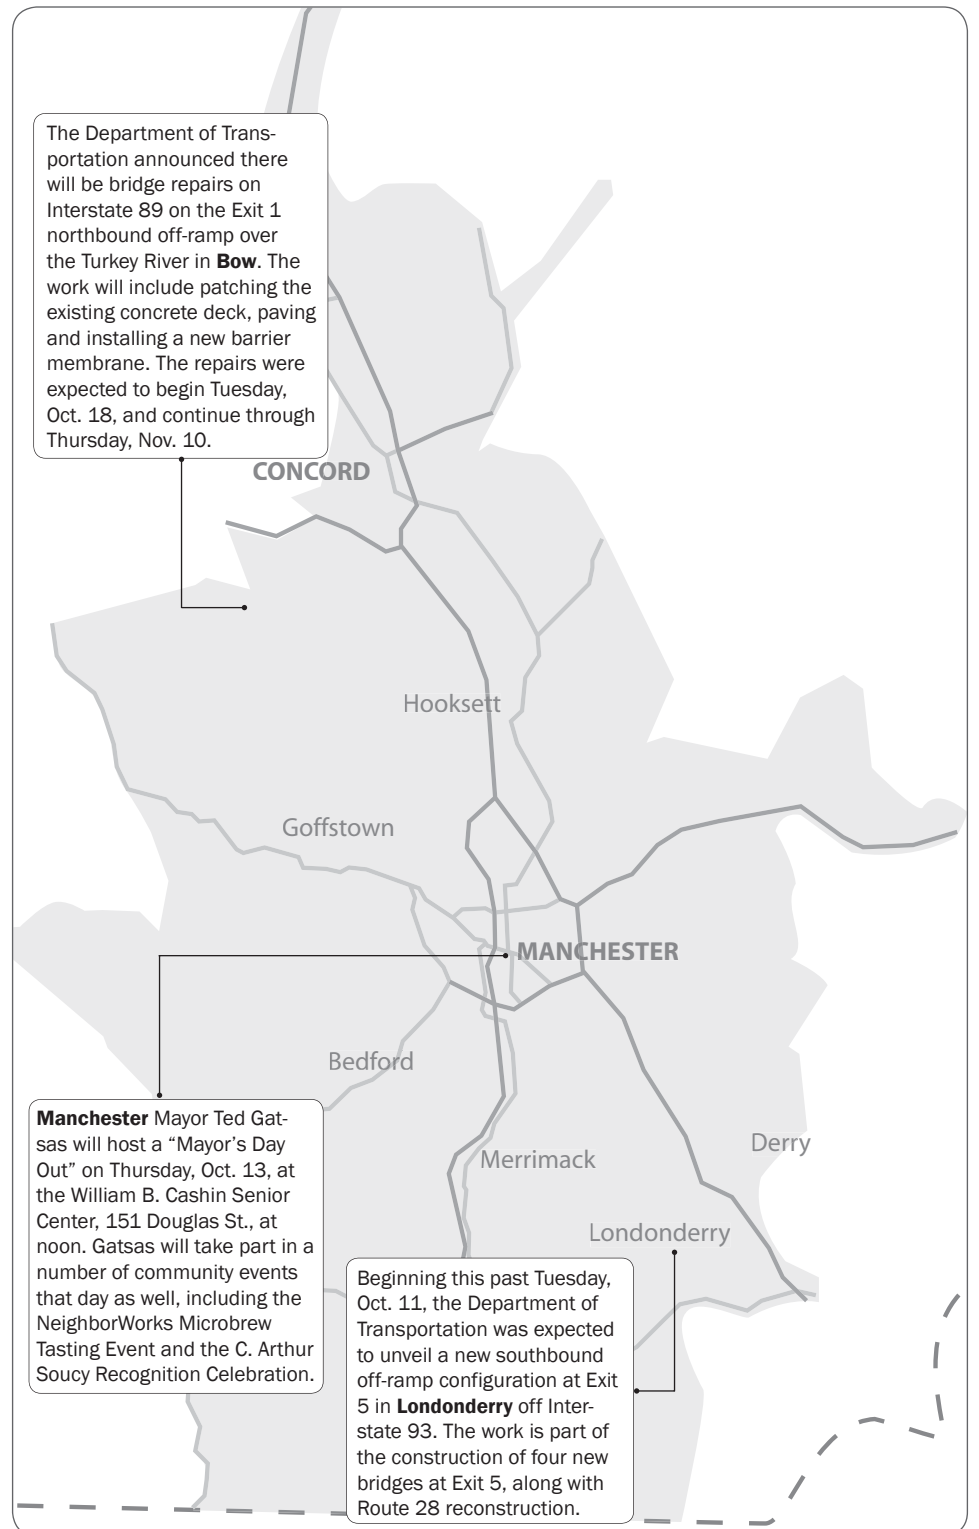 The Department of Trans-
portation announced there
will be bridge repairs on
Interstate 89 on the Exit 1
northbound off-ramp over
the Turkey River in Bow. The
work will include patching the
existing concrete deck, paving
and installing a new barrier
membrane. The repairs were
expected to begin Tuesday,
Oct. 18, and continue through
Thursday, Nov. 10.
CONCORD
Hooksett
Goffstown
MANCHESTER
Bedford
Manchester Mayor Ted Gat-
sas will host a “Mayor’s Day
Out” on Thursday, Oct. 13, at
the William B. Cashin Senior
Center, 151 Douglas St., at
noon. Gatsas will take part in a
number of community events
that day as well, including the
NeighborWorks Microbrew
Tasting Event and the C. Arthur
Soucy Recognition Celebration.
Derry
Merrimack
Londonderry
Beginning this past Tuesday,
Oct. 11, the Department of
Transportation was expected
to unveil a new southbound
off-ramp configuration at Exit
5 in Londonderry off Inter-
state 93. The work is part of
the construction of four new
bridges at Exit 5, along with
Route 28 reconstruction.